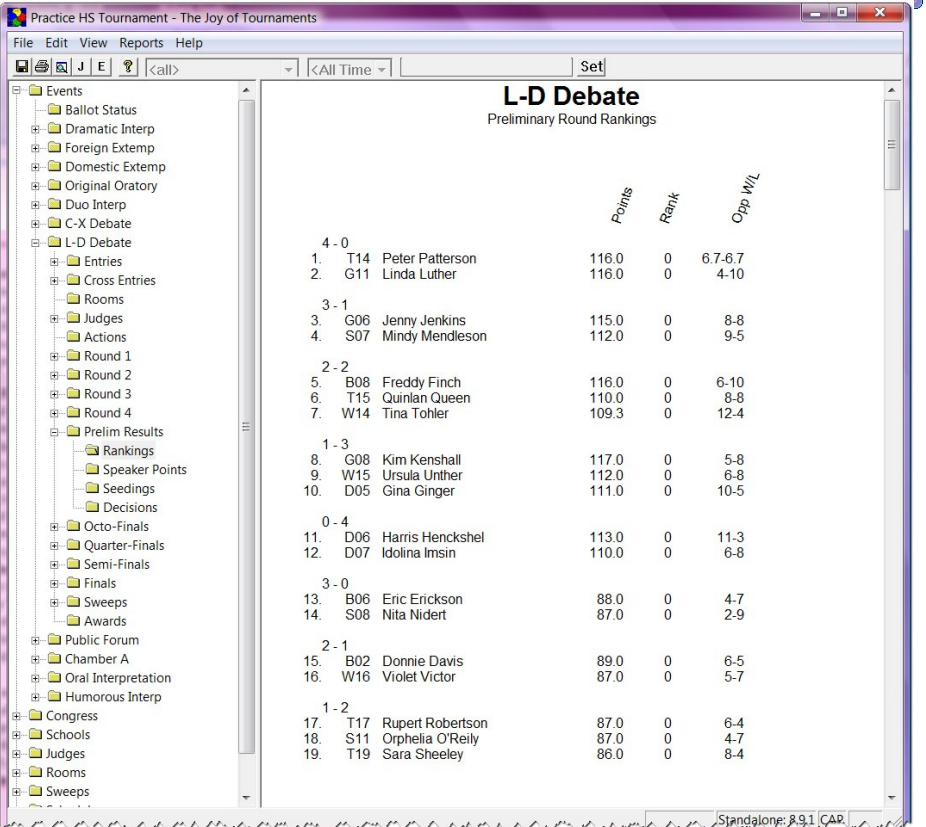 Practice HS Tournament - The Joy of Tournaments
File Edit View Reports Help
J E ? <all> <All Time Set
Events
Ballot Status
Dramatic Interp
Foreign Extemp
Domestic Extemp
Original Oratory
Duo Interp
C-X Debate
L-D Debate
Entries
Cross Entries
Rooms
Judges
Actions
Round 1
Round 2
Round 3
Round 4
Prelim Results
Rankings
Speaker Points
Seedings
Decisions
Octo-Finals
Quarter-Finals
Semi-Finals
Finals
Sweeps
Awards
Public Forum
Chamber A
Oral Interpretation
Humorous Interp
Congress
Schools
Judges
Rooms
Sweeps
L-D Debate
Preliminary Round Rankings
Points Rank Opp W/L
4 - 0
1. T14 Peter Patterson 116.0 0 6.7-6.7
2. G11 Linda Luther 116.0 0 4-10
3 - 1
3. G06 Jenny Jenkins 115.0 0 8-8
4. S07 Mindy Mendleson 112.0 0 9-5
2 - 2
5. B08 Freddy Finch 116.0 0 6-10
6. T15 Quinlan Queen 110.0 0 8-8
7. W14 Tina Tohler 109.3 0 12-4
1 - 3
8. G08 Kim Kenshall 117.0 0 5-8
9. W15 Ursula Unther 112.0 0 6-8
10. D05 Gina Ginger 111.0 0 10-5
0 - 4
11. D06 Harris Henckshel 113.0 0 11-3
12. D07 Idolina Imsin 110.0 0 6-8
3 - 0
13. B06 Eric Erickson 88.0 0 4-7
14. S08 Nita Nidert 87.0 0 2-9
2 - 1
15. B02 Donnie Davis 89.0 0 6-5
16. W16 Violet Victor 87.0 0 5-7
1 - 2
17. T17 Rupert Robertson 87.0 0 6-4
18. S11 Orphelia O'Reily 87.0 0 4-7
19. T19 Sara Sheeley 86.0 0 8-4
Standalone: 8.9.1 CAP